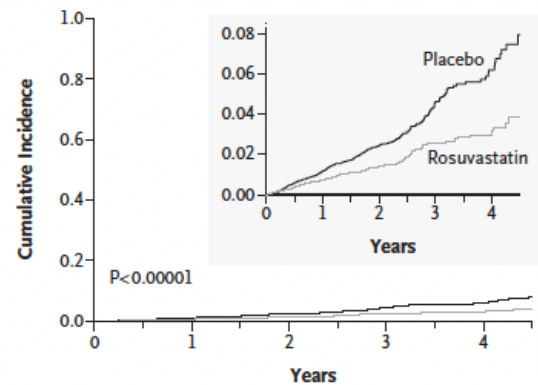 Cumulative Incidence
1.0
0.8
0.6
0.4
0.2
0.0
P<0.00001
0 1 2 3 4
Years
0.08
0.06
0.04
0.02
0.00
Placebo
Rosuvastatin
0 1 2 3 4
Years